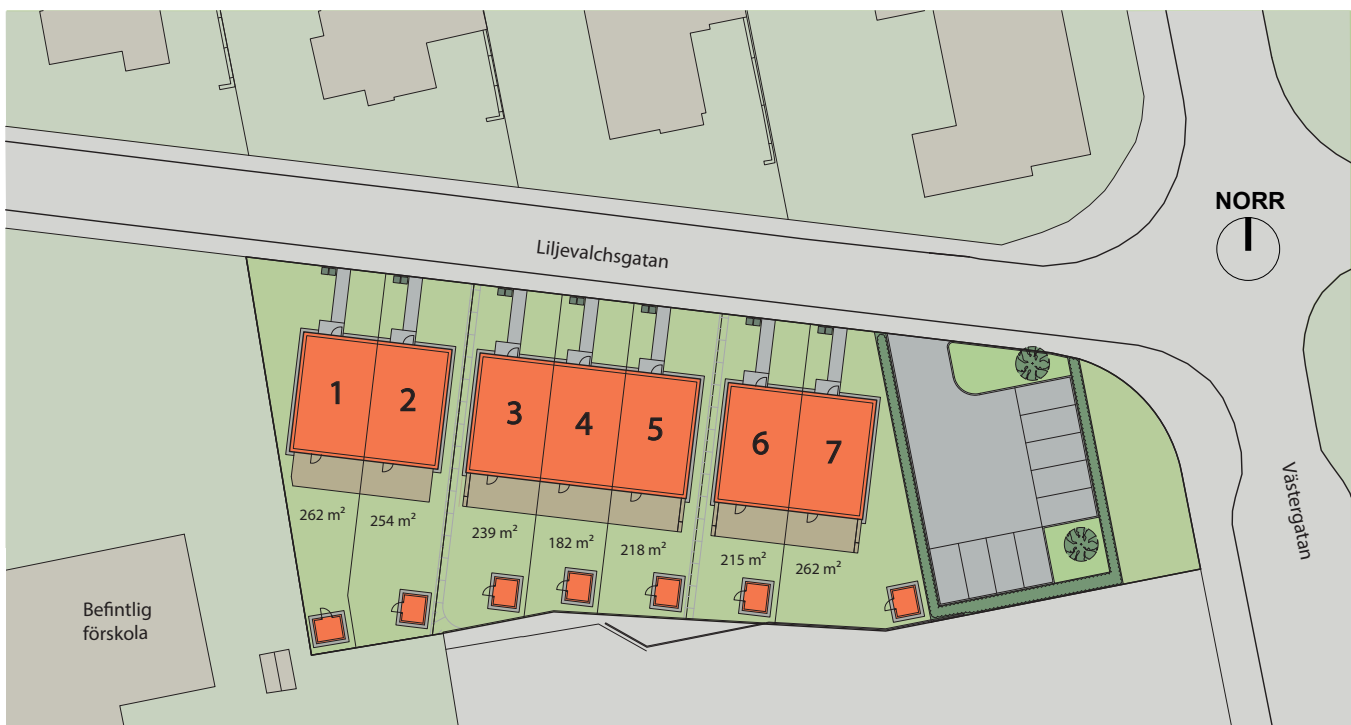 NORR
Liljevalchsgatan
1
2
3
4
5
6
7
Västergatan
262 m²
254 m²
239 m²
182 m²
218 m²
215 m²
262 m²
Befintlig
förskola